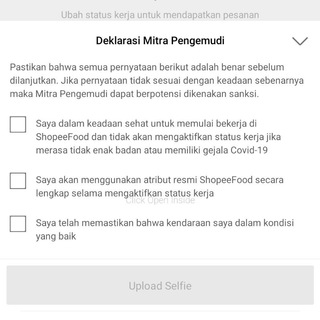 Ubah status kerja untuk mendapatkan pesanan
Deklarasi Mitra Pengemudi
Pastikan bahwa semua pernyataan berikut adalah benar sebelum
dilanjutkan. Jika pernyataan tidak sesuai dengan keadaan sebenarnya
maka Mitra Pengemudi dapat berpotensi dikenakan sanksi.
Saya dalam keadaan sehat untuk memulai bekerja di
ShopeeFood dan tidak akan mengaktifkan status kerja jika
merasa tidak enak badan atau memiliki gejala Covid-19
Saya akan menggunakan atribut resmi ShopeeFood secara
lengkap selama mengaktifkan status kerja
Click Open Inside
Saya telah memastikan bahwa kendaraan saya dalam kondisi
yang baik
Upload Selfie